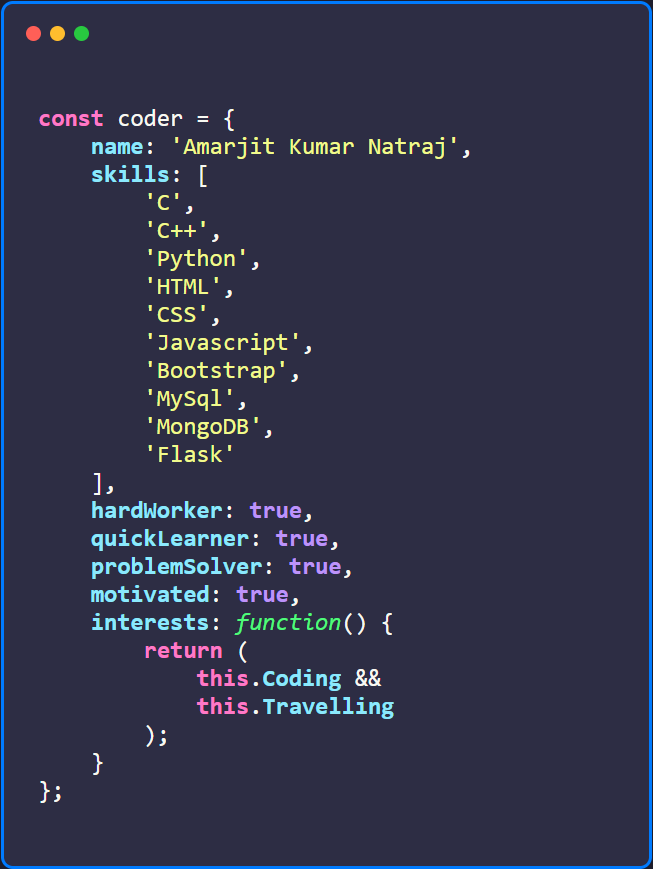 const coder = {
    name: 'Amarjit Kumar Natraj',
    skills: [
        'C',
        'C++',
        'Python',
        'HTML',
        'CSS',
        'Javascript',
        'Bootstrap',
        'MySql',
        'MongoDB',
        'Flask'
    ],
    hardWorker: true,
    quickLearner: true,
    problemSolver: true,
    motivated: true,
    interests: function() {
        return (
            this.Coding &&
            this.Travelling
        );
    }
};